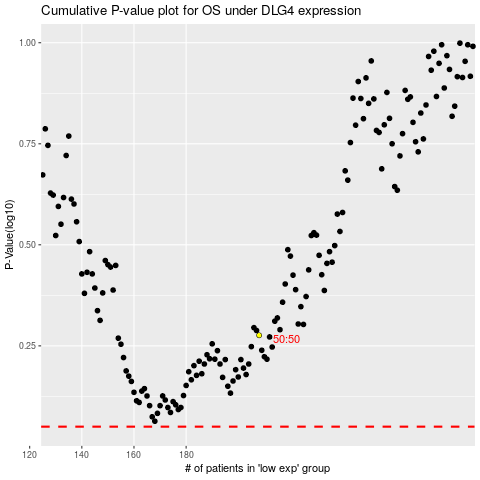 Cumulative P-value plot for OS under DLG4 expression
1.00
0.75
0.50
0.25
P-Value(log10)
50:50
120 140 160 180
# of patients in 'low exp' group